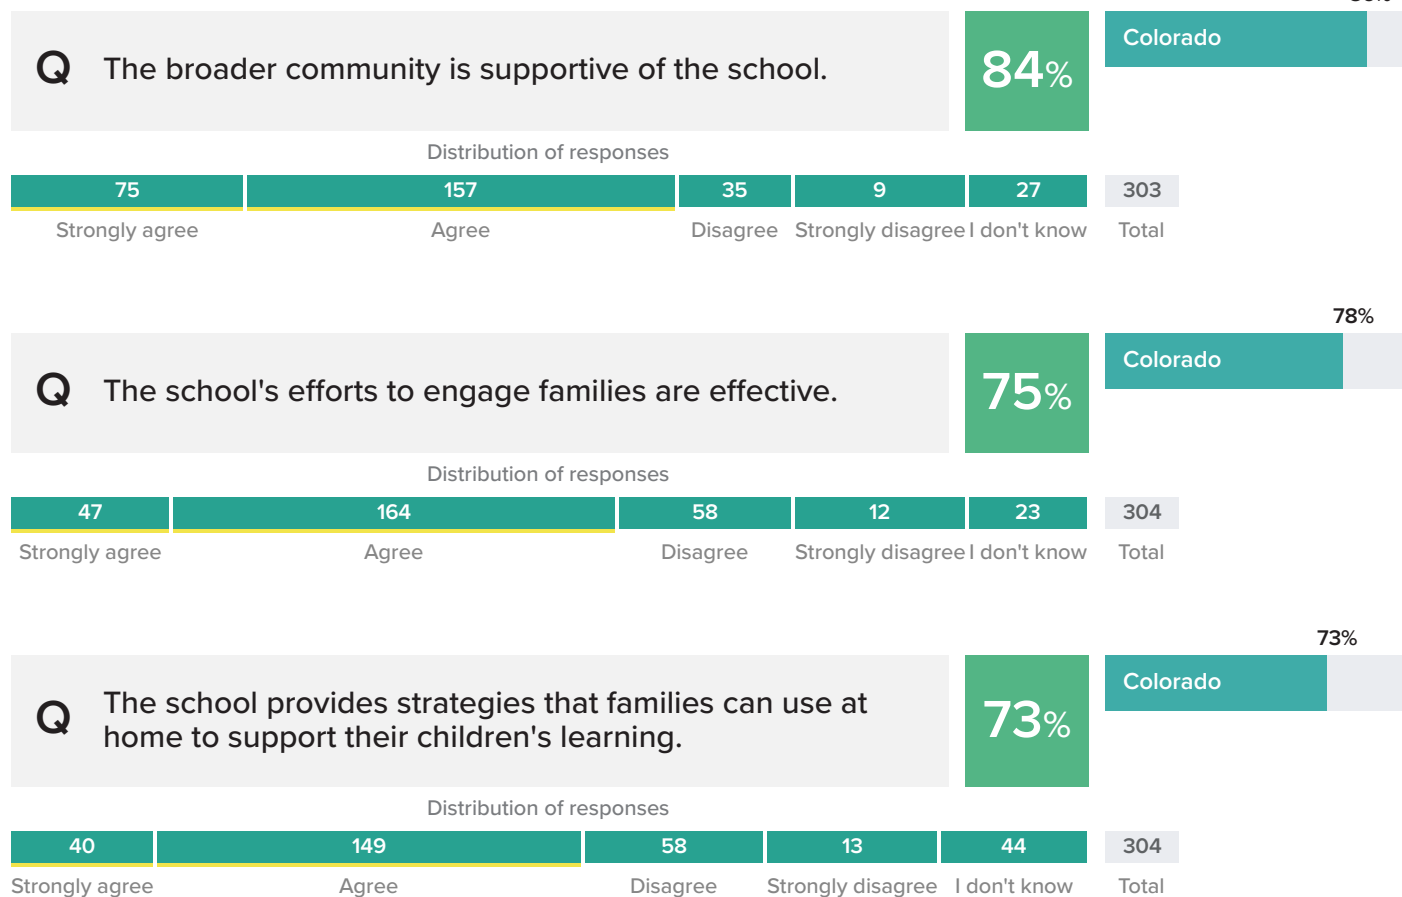 Q The broader community is supportive of the school. 84% Colorado
Distribution of responses
75 157 35 9 27 303
Strongly agree Agree Disagree Strongly disagree I don't know Total
78%
Q The school's efforts to engage families are effective. 75% Colorado
Distribution of responses
47 164 58 12 23 304
Strongly agree Agree Disagree Strongly disagree I don't know Total
73%
Q The school provides strategies that families can use at
home to support their children's learning. 73% Colorado
Distribution of responses
40 149 58 13 44 304
Strongly agree Agree Disagree Strongly disagree I don't know Total